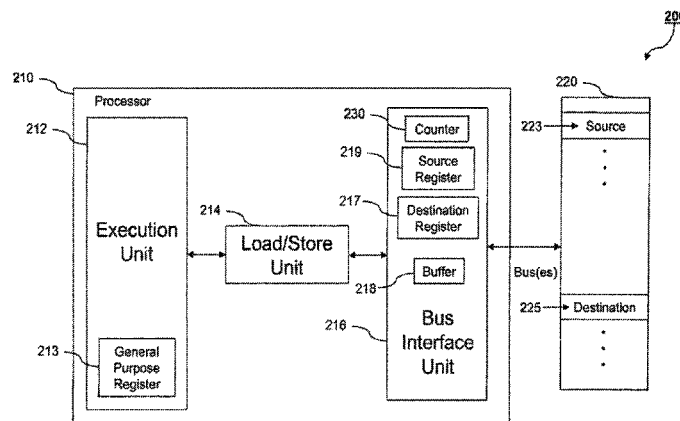 200
210
Processor
220
212
230
Counter
223
Source
219
Source
Register
217
Destination
Register
214
Execution
Unit
Load/Store
Unit
Buffer
218
Bus(es)
225
Destination
216
Bus
Interface
Unit
213
General
Purpose
Register